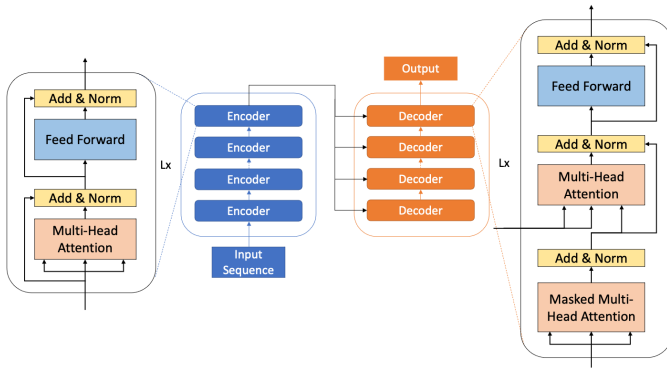 Add & Norm
Feed Forward
Add & Norm
Multi-Head
Attention
Lx
Encoder
Encoder
Encoder
Encoder
Input
Sequence
Output
Decoder
Decoder
Decoder
Decoder
Lx
Add & Norm
Feed Forward
Add & Norm
Multi-Head
Attention
Add & Norm
Masked Multi-
Head Attention